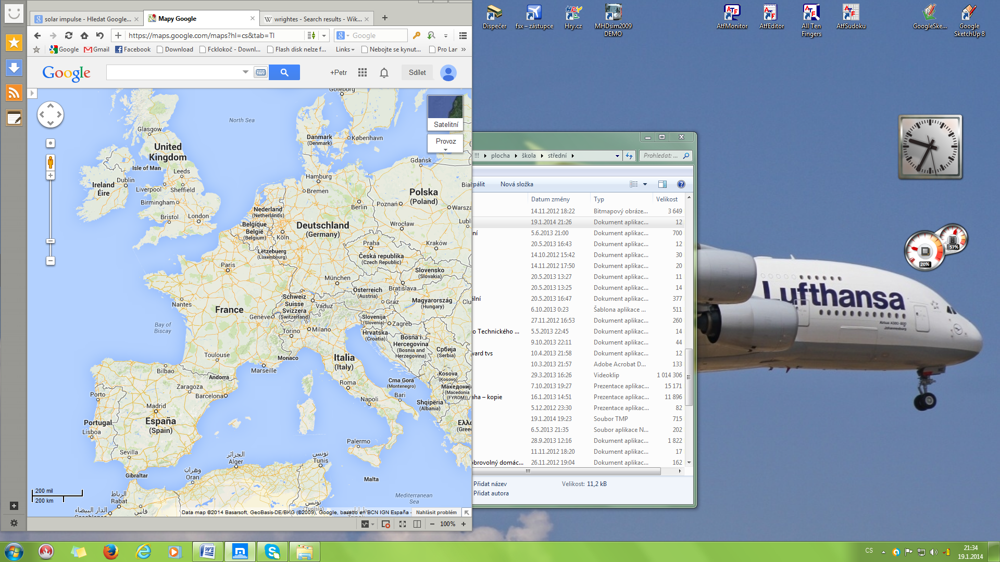 solar impulse - Hledat Google...
Mapy Google
wrightes - Search results - Wik...
https://maps.google.com/maps?hl=cs&tab=Tl
Google
Google
Gmail
Facebook
Download
Fcklokoč - Downl...
Flash disk nelze f...
Links
Nebojte se kynut...
Pro Lar
Google
+Petr
Sdílet
Satelitní
Provoz
Göteborg
North Sea
Glasgow
Danmark
(Denmark)
København
United
Kingdom
Gdańsk
Isle of Man
Leeds
Hamburg
Dublin
Ireland
Éire
Liverpool
Sheffield
Bremen
Polska
(Poland)
Birmingham
Berlin
Poznań
Warsza
Nederland
(Netherlands)
Bristol
London
Belgique
België
(Belgium)
Deutschland
(Germany)
Wrocław
Lubl
Köln
Praha
Kraków
Lëtzebuerg
(Luxembourg)
Česká republika
(Czech Republic)
Paris
Slovensko
(Slovakia)
München
Österreich
(Austria)
Bratislava
Schweiz
Suisse
Svizzera
(Switzerland)
Vaduz
Graz
Magyarország
(Hungary)
Clu
Nantes
France
Genève
Slovenija
(Slovenia)
Zagreb
Bay of
Biscay
Torino
Milano
Hrvatska
(Croatia)
Bosna i
Hercegovina
(Bosnia and
Herzegovina)
Србија
(Serbia)
Toulouse
Monaco
Italia
(Italy)
Marseille
Bilbao
Andorra
Kosova
(Kosovo)
Crna Gora
(Montenegro)
Zaragoza
Roma
Македонија
(Macedonia
(FYROM))
Porto
Barcelona
Bari
Napoli
Shqipëria
(Albania)
Madrid
España
(Spain)
Portugal
Lisboa
Ελλ
(Greec
Palermo
Sevilla
الجزائر
Alger
تونس
Tunis
وهران
Oran
Gibraltar
Malta
الرباط
Rabat
Mediterranean
Sea
تونس
(Tunisia)
الدار البيضاء
Casablanca
فاس
طرابلس
Tripoli
200 mil
200 km
Data map ©2014 Basarsoft, GeoBasis-DE/BKG (©2009), Google, basado en BCN IGN España -
Nahlásit problém
100%
Dispečer
fsx – zástupce
Hry.cz
MHDsim2009
DEMO
AtfMonitor
AtfEditor
All Ten
Fingers
AtfSudoku
GoogleSke...
Google
SketchUp 8
!!! plocha škola střední
Prohledat: ...
pálit
Nová složka
Datum změny Typ Velikost
14.11.2012 18:22 Bitmapový obráze... 3 649
19.1.2014 21:26 Dokument aplikac... 12
ní 5.6.2013 21:00 Dokument aplikac... 700
20.5.2013 16:43 Dokument aplikac... 12
14.10.2012 15:42 Dokument aplikac... 30
14.11.2012 17:50 Dokument aplikac... 20
20.5.2013 13:27 Dokument aplikac... 11
20.5.2013 13:25 Dokument aplikac... 14
ální 20.5.2013 16:47 Dokument aplikac... 377
6.10.2013 0:23 Šablona aplikace ... 511
27.11.2012 16:53 Dokument aplikac... 260
o Technického ... 5.5.2013 22:45 Dokument aplikac... 14
9.10.2013 22:11 Dokument aplikac... 44
ward tvs 10.4.2013 21:58 Dokument aplikac... 12
10.3.2013 21:57 Adobe Acrobat D... 133
29.3.2013 16:26 Videoklip 1 014 306
7.10.2013 19:27 Prezentace aplikac... 15 171
aha – kopie 16.1.2013 14:51 Prezentace aplikac... 11 896
5.12.2012 23:30 Prezentace aplikac... 82
19.1.2014 19:23 Soubor TMP 715
6.5.2013 21:35 Soubor aplikace N... 202
28.9.2013 12:16 Dokument aplikac... 1 822
11.11.2012 18:20 Dokument aplikac... 17
obrovolný domác... 26.11.2012 19:04 Dokument aplikac... 162
Přidat název
Velikost: 11,2 kB
Přidat autora
57%
20%
Lufthansa
Airbus A380-800
Johannesburg
CS
21:34
19.1.2014